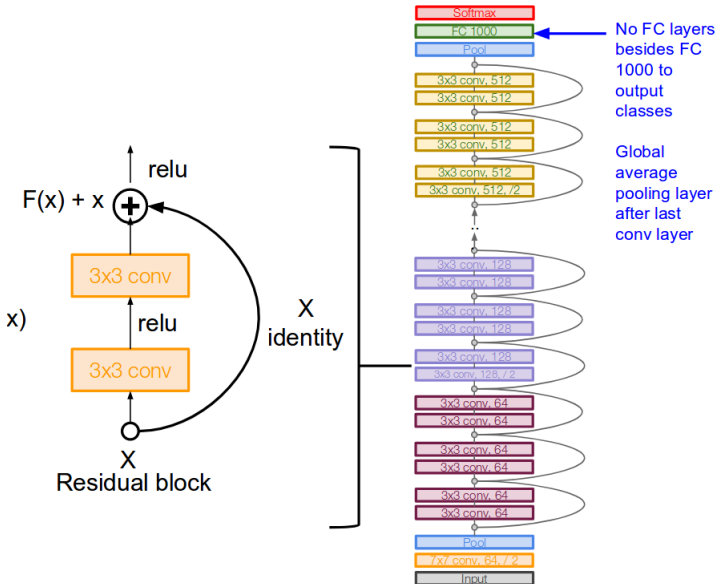 relu
F(x) + x
3x3 conv
relu
x)
3x3 conv
X
identity
X
Residual block
Softmax
FC 1000
Pool
3x3 conv, 512
3x3 conv, 512
3x3 conv, 512
3x3 conv, 512
3x3 conv, 512
3x3 conv, 512, /2
..
3x3 conv, 128
3x3 conv, 128
3x3 conv, 128
3x3 conv, 128
3x3 conv, 128
3x3 conv, 128, / 2
3x3 conv, 64
3x3 conv, 64
3x3 conv, 64
3x3 conv, 64
3x3 conv, 64
3x3 conv, 64
Pool
7x7 conv, 64, / 2
Input
No FC layers
besides FC
1000 to
output
classes
Global
average
pooling layer
after last
conv layer